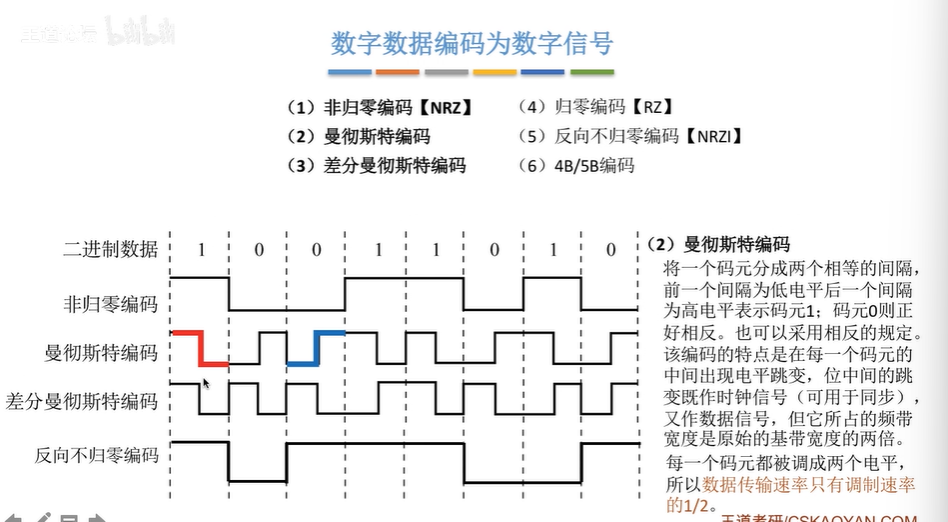 bilibili
数字数据编码为数字信号
（1）非归零编码【NRZ】
（4）归零编码【RZ】
（2）曼彻斯特编码
（5）反向不归零编码【NRZI】
（3）差分曼彻斯特编码
（6）4B/5B编码
二进制数据 1 0 0 1 1 0 1 0
非归零编码
曼彻斯特编码
差分曼彻斯特编码
反向不归零编码
（2）曼彻斯特编码
将一个码元分成两个相等的间隔，
前一个间隔为低电平后一个间隔
为高电平表示码元1；码元0则正
好相反。也可以采用相反的规定。
该编码的特点是在每一个码元的
中间出现电平跳变，位中间的跳
变既作时钟信号（可用于同步），
又作数据信号，但它所占的频带
宽度是原始的基带宽度的两倍。
每一个码元都被调成两个电平，
所以数据传输速率只有调制速率
的1/2。
王道考研/CSKAOYAN.COM